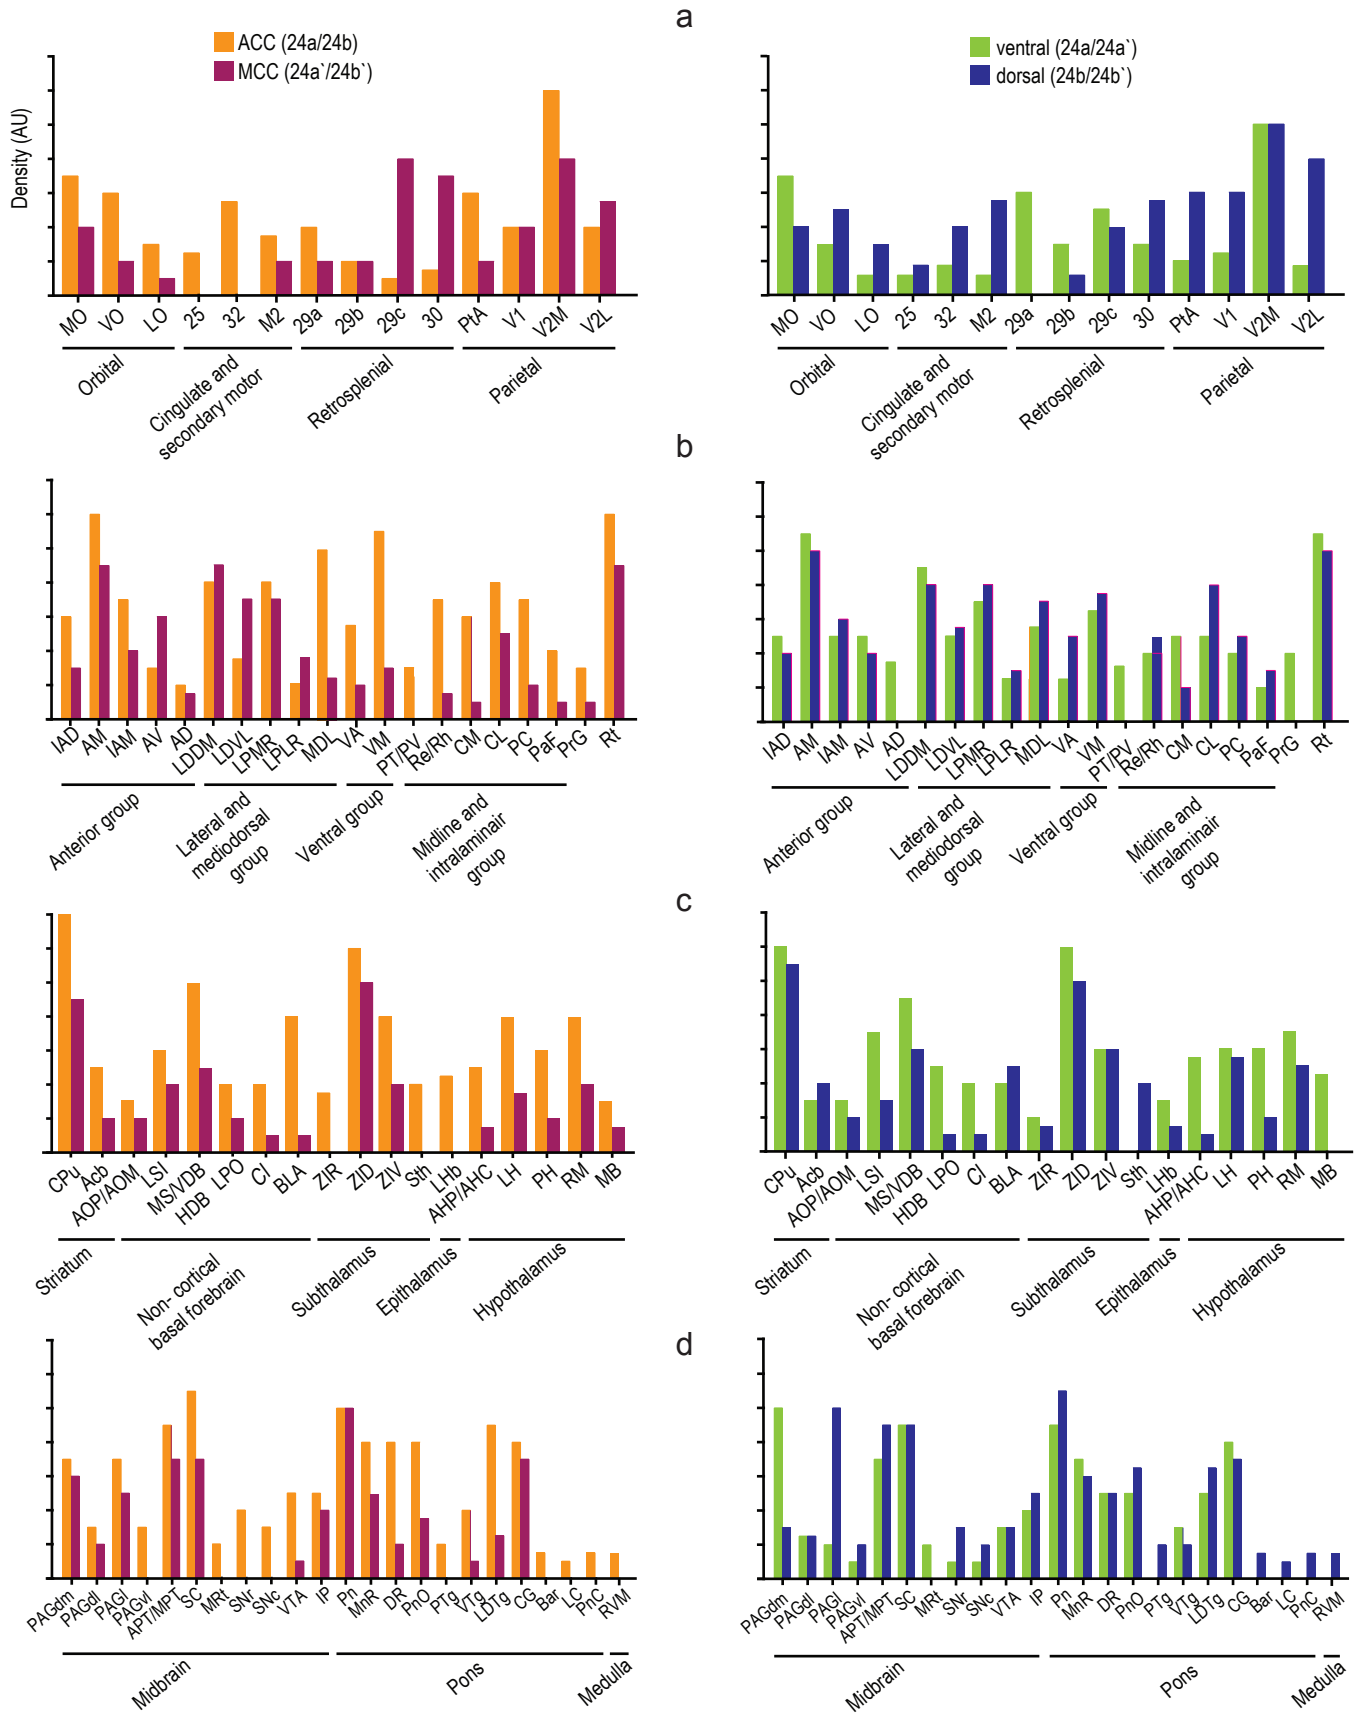 a
ACC (24a/24b)
MCC (24a`/24b`)
Density (AU)
MO VO LO 25 32 M2 29a 29b 29c 30 PtA V1 V2M V2L
Orbital
Cingulate and
secondary motor
Retrosplenial
Parietal
ventral (24a/24a`)
dorsal (24b/24b`)
MO VO LO 25 32 M2 29a 29b 29c 30 PtA V1 V2M V2L
Orbital
Cingulate and
secondary motor
Retrosplenial
Parietal
b
IAD AM IAM AV AD LDDM LDVL LPMR LPLR MDL VA VM PT/PV Re/Rh CM CL PC PaF PrG Rt
Anterior group
Lateral and
mediodorsal
group
Ventral group
Midline and
intralaminair
group
IAD AM IAM AV AD LDDM LDVL LPMR LPLR MDL VA VM PT/PV Re/Rh CM CL PC PaF PrG Rt
Anterior group
Lateral and
mediodorsal
group
Ventral group
Midline and
intralaminair
group
c
CPu Acb AOP/AOM LSI MS/VDB HDB LPO Cl BLA ZIR ZID ZIV Sth LHb AHP/AHC LH PH RM MB
Striatum
Non- cortical
basal forebrain
Subthalamus
Epithalamus
Hypothalamus
CPu Acb AOP/AOM LSI MS/VDB HDB LPO Cl BLA ZIR ZID ZIV Sth LHb AHP/AHC LH PH RM MB
Striatum
Non- cortical
basal forebrain
Subthalamus
Epithalamus
Hypothalamus
d
PAGdm PAGdl PAGl PAGvl APT/MPT SC MRt SNr SNc VTA IP Pn MnR DR PnO PTg VTg LDTg CG Bar LC PnC RVM
Midbrain
Pons
Medulla
PAGdm PAGdl PAGl PAGvl APT/MPT SC MRt SNr SNc VTA IP Pn MnR DR PnO PTg VTg LDTg CG Bar LC PnC RVM
Midbrain
Pons
Medulla